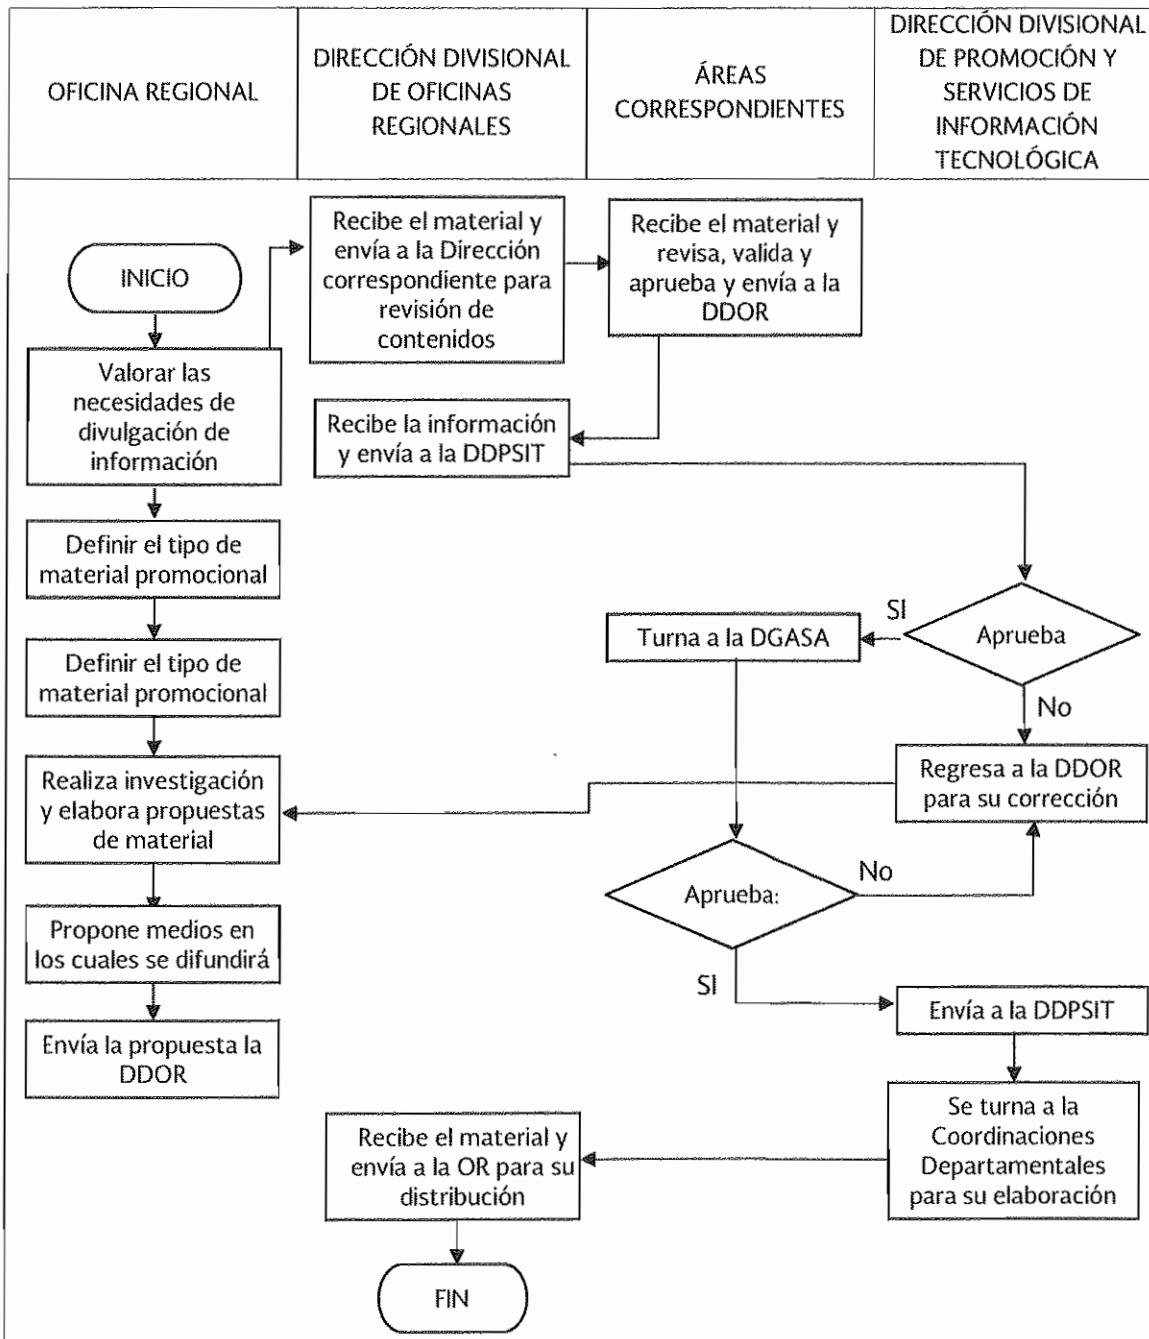 OFICINA REGIONAL
DIRECCIÓN DIVISIONAL
DE OFICINAS
REGIONALES
ÁREAS
CORRESPONDIENTES
DIRECCIÓN DIVISIONAL
DE PROMOCIÓN Y
SERVICIOS DE
INFORMACIÓN
TECNOLÓGICA
INICIO
Valorar las
necesidades de
divulgación de
información
Definir el tipo de
material promocional
Definir el tipo de
material promocional
Realiza investigación
y elabora propuestas
de material
Propone medios en
los cuales se difundirá
Envía la propuesta la
DDOR
Recibe el material y
envía a la Dirección
correspondiente para
revisión de
contenidos
Recibe el material y
revisa, valida y
aprueba y envía a la
DDOR
Recibe la información
y envía a la DDPSIT
Aprueba
SI
No
Turna a la DGASA
Regresa a la DDOR
para su corrección
Aprueba:
No
SI
Envía a la DDPSIT
Se turna a la
Coordinaciones
Departamentales
para su elaboración
Recibe el material y
envía a la OR para su
distribución
FIN